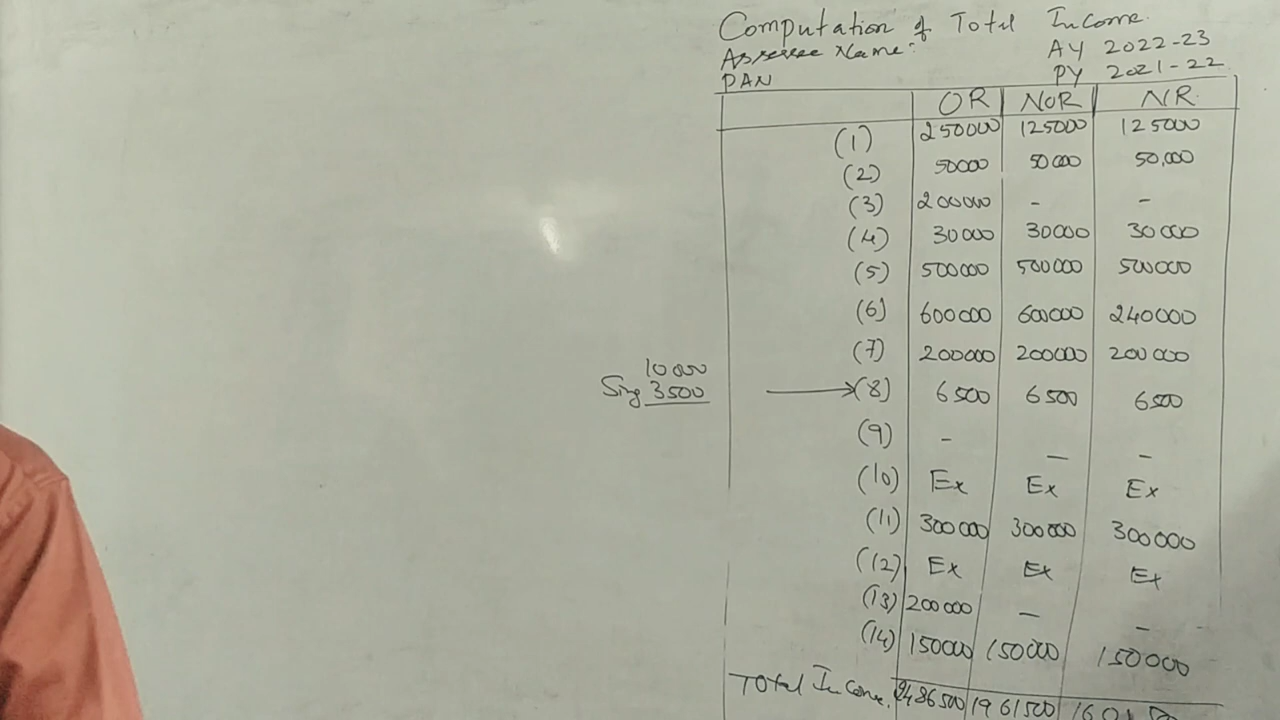 Computation of Total Income.
Assessee Name: AY 2022-23
PAN PY 2021-22
OR NOR NR
(1) 250000 125000 125000
(2) 50000 50000 50,000
(3) 200000 - -
(4) 30000 30000 30000
(5) 500000 500000 500000
(6) 600000 600000 240000
(7) 200000 200000 200000
10000
3500 (8) 6500 6500 6500
(9) - - -
(10) Ex Ex Ex
(11) 300000 300000 300000
(12) Ex Ex Ex
(13) 200000 - -
(14) 150000 150000 150000
Total Income. 2486500 1961500